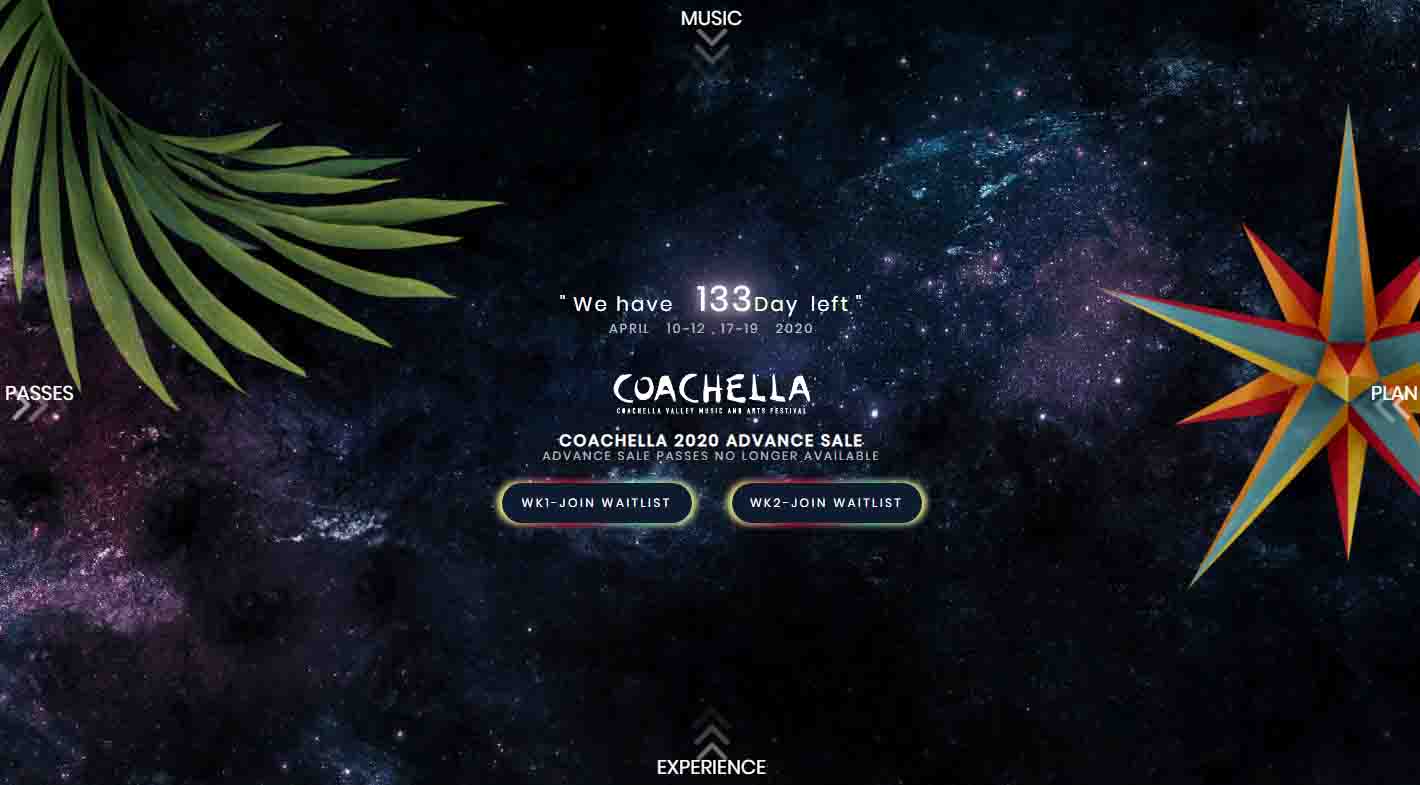 MUSIC
" We have 133Day left "
APRIL 10-12 . 17-19 2020
PASSES
PLAN
COACHELLA
COACHELLA VALLEY MUSIC AND ARTS FESTIVAL
COACHELLA 2020 ADVANCE SALE
ADVANCE SALE PASSES NO LONGER AVAILABLE
WK1-JOIN WAITLIST
WK2-JOIN WAITLIST
EXPERIENCE